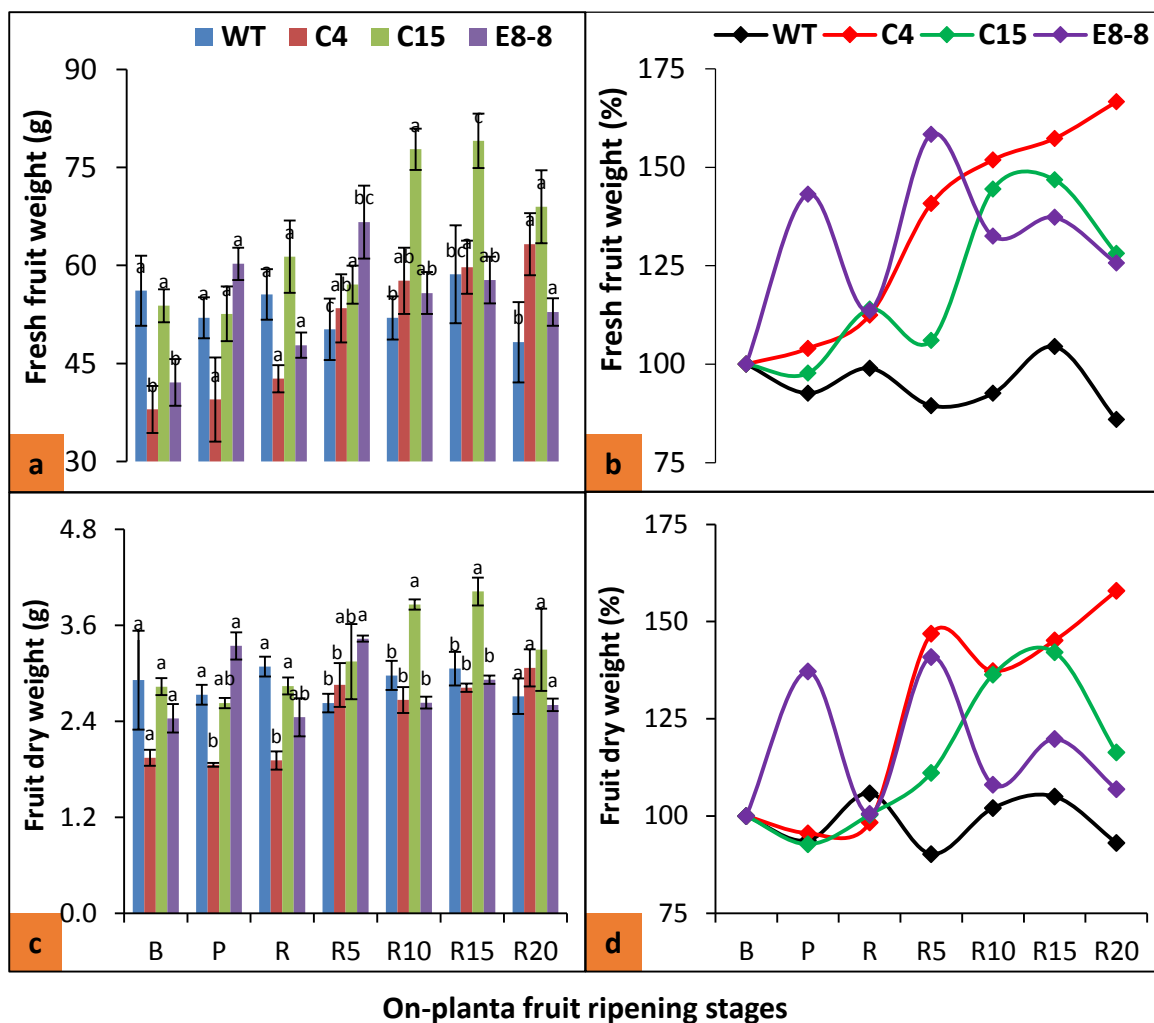 WT C4 C15 E8-8
90
75
60
45
30
Fresh fruit weight (g)
a b a b
a a a a
a a a a
c ab a bc
b ab a ab
bc a c ab
a a a a
a
WT C4 C15 E8-8
175
150
125
100
75
Fresh fruit weight (%)
b
4.8
3.6
2.4
1.2
0.0
Fruit dry weight (g)
a a a a
a b ab a
a b a ab
b b ab a
b b a b
b b a b
a a a a
B P R R5 R10 R15 R20
c
175
150
125
100
75
Fruit dry weight (%)
B P R R5 R10 R15 R20
d
On-planta fruit ripening stages